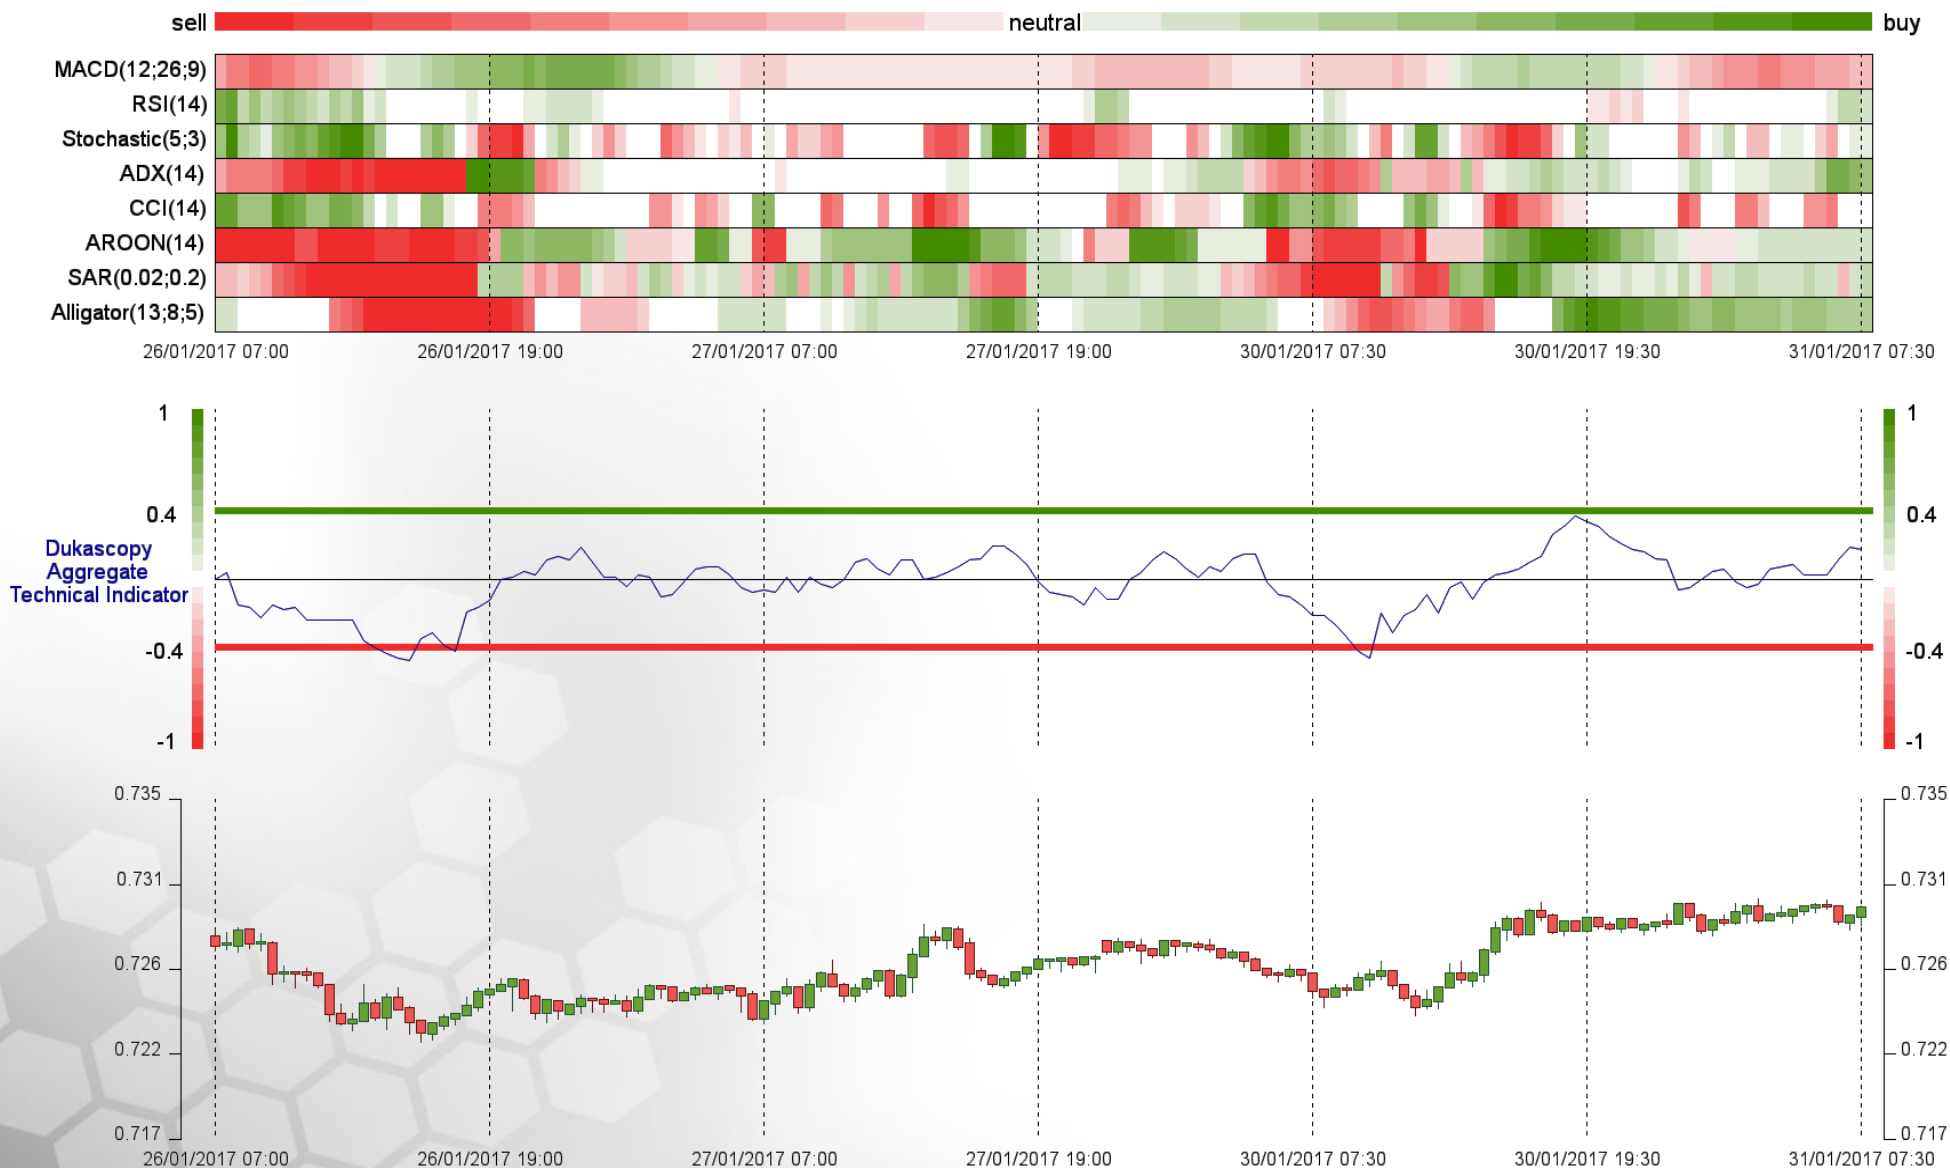 sell neutral buy
MACD(12;26;9)
RSI(14)
Stochastic(5;3)
ADX(14)
CCI(14)
AROON(14)
SAR(0.02;0.2)
Alligator(13;8;5)
26/01/2017 07:00 26/01/2017 19:00 27/01/2017 07:00 27/01/2017 19:00 30/01/2017 07:30 30/01/2017 19:30 31/01/2017 07:30
1 1
0.4 0.4
Dukascopy
Aggregate
Technical Indicator
-0.4 -0.4
-1 -1
0.735 0.735
0.731 0.731
0.726 0.726
0.722 0.722
0.717 0.717
26/01/2017 07:00 26/01/2017 19:00 27/01/2017 07:00 27/01/2017 19:00 30/01/2017 07:30 30/01/2017 19:30 31/01/2017 07:30